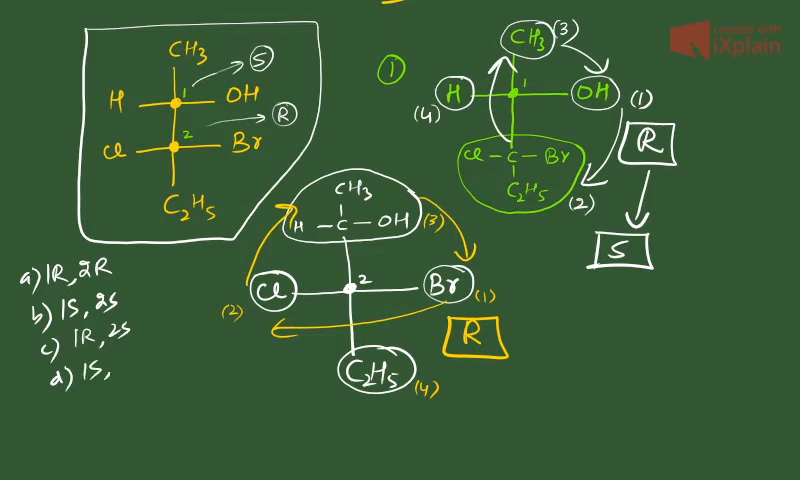 CH3
1
S
H
OH
2
R
Cl
Br
C2H5
1
CH3 (3)
H
1
OH
(4)
(1)
Cl - C - Br
C2H5
(2)
R
S
CH3
H - C - OH
(3)
2
Cl
Br
(2)
(1)
R
C2H5
(4)
a) 1R, 2R
b) 1S, 2S
c) 1R, 2S
d) 1S,
created with
iXplain